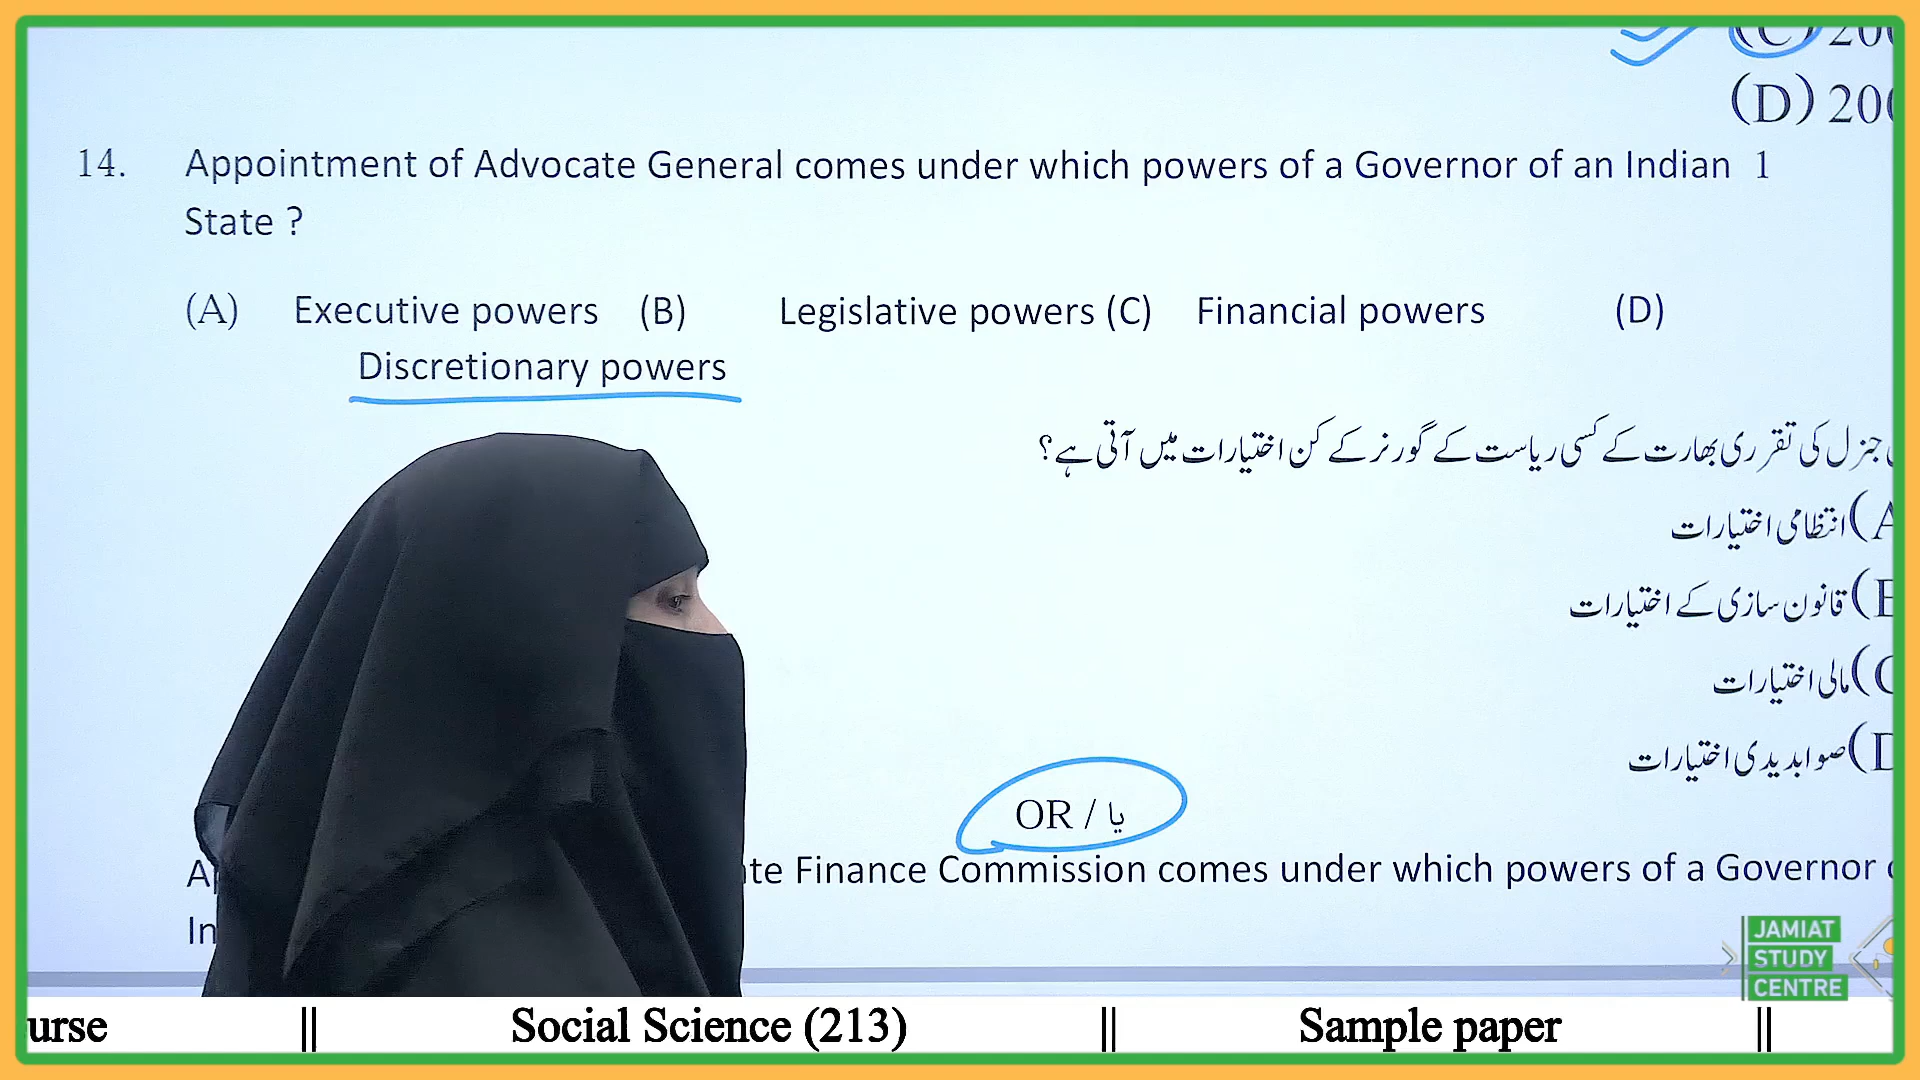 (C) 200
(D) 200
14. Appointment of Advocate General comes under which powers of a Governor of an Indian 1
State ?
(A) Executive powers (B) Legislative powers (C) Financial powers (D)
Discretionary powers
جنرل کی تقرری بھارت کے کسی ریاست کے گورنر کے کن اختیارات میں آتی ہے؟
(A) انتظامی اختیارات
قانون سازی کے اختیارات
مالی اختیارات
صوابدیدی اختیارات
OR / یا
Finance Commission comes under which powers of a Governor
In
JAMIAT
STUDY
CENTRE
|| Social Science (213) || Sample paper ||